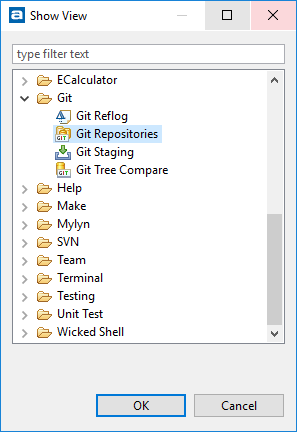 Show View
type filter text
ECalculator
Git
Git Reflog
Git Repositories
Git Staging
Git Tree Compare
Help
Make
Mylyn
SVN
Team
Terminal
Testing
Unit Test
Wicked Shell
OK
Cancel